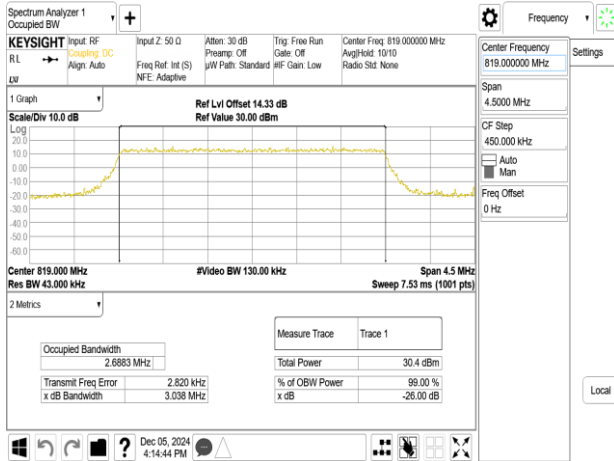 Spectrum Analyzer 1
Occupied BW
Frequency
KEYSIGHT
RL
Input: RF
Coupling: DC
Align: Auto
Input Z: 50 Ω
Freq Ref: Int (S)
NFE: Adaptive
Atten: 30 dB
Preamp: Off
µW Path: Standard
Trig: Free Run
Gate: Off
#IF Gain: Low
Center Freq: 819.000000 MHz
Avg|Hold: 10/10
Radio Std: None
Center Frequency
819.000000 MHz
Settings
Span
4.5000 MHz
CF Step
450.000 kHz
Auto
Man
Freq Offset
0 Hz
Local
1 Graph
Scale/Div 10.0 dB
Ref Lvl Offset 14.33 dB
Ref Value 30.00 dBm
Log
20.0
10.0
0.00
-10.0
-20.0
-30.0
-40.0
-50.0
-60.0
Center 819.000 MHz
#Video BW 130.00 kHz
Span 4.5 MHz
Res BW 43.000 kHz
Sweep 7.53 ms (1001 pts)
2 Metrics
Measure Trace Trace 1
Occupied Bandwidth
2.6883 MHz
Total Power 30.4 dBm
Transmit Freq Error 2.820 kHz
% of OBW Power 99.00 %
x dB Bandwidth 3.038 MHz
x dB -26.00 dB
?
Dec 05, 2024
4:14:44 PM